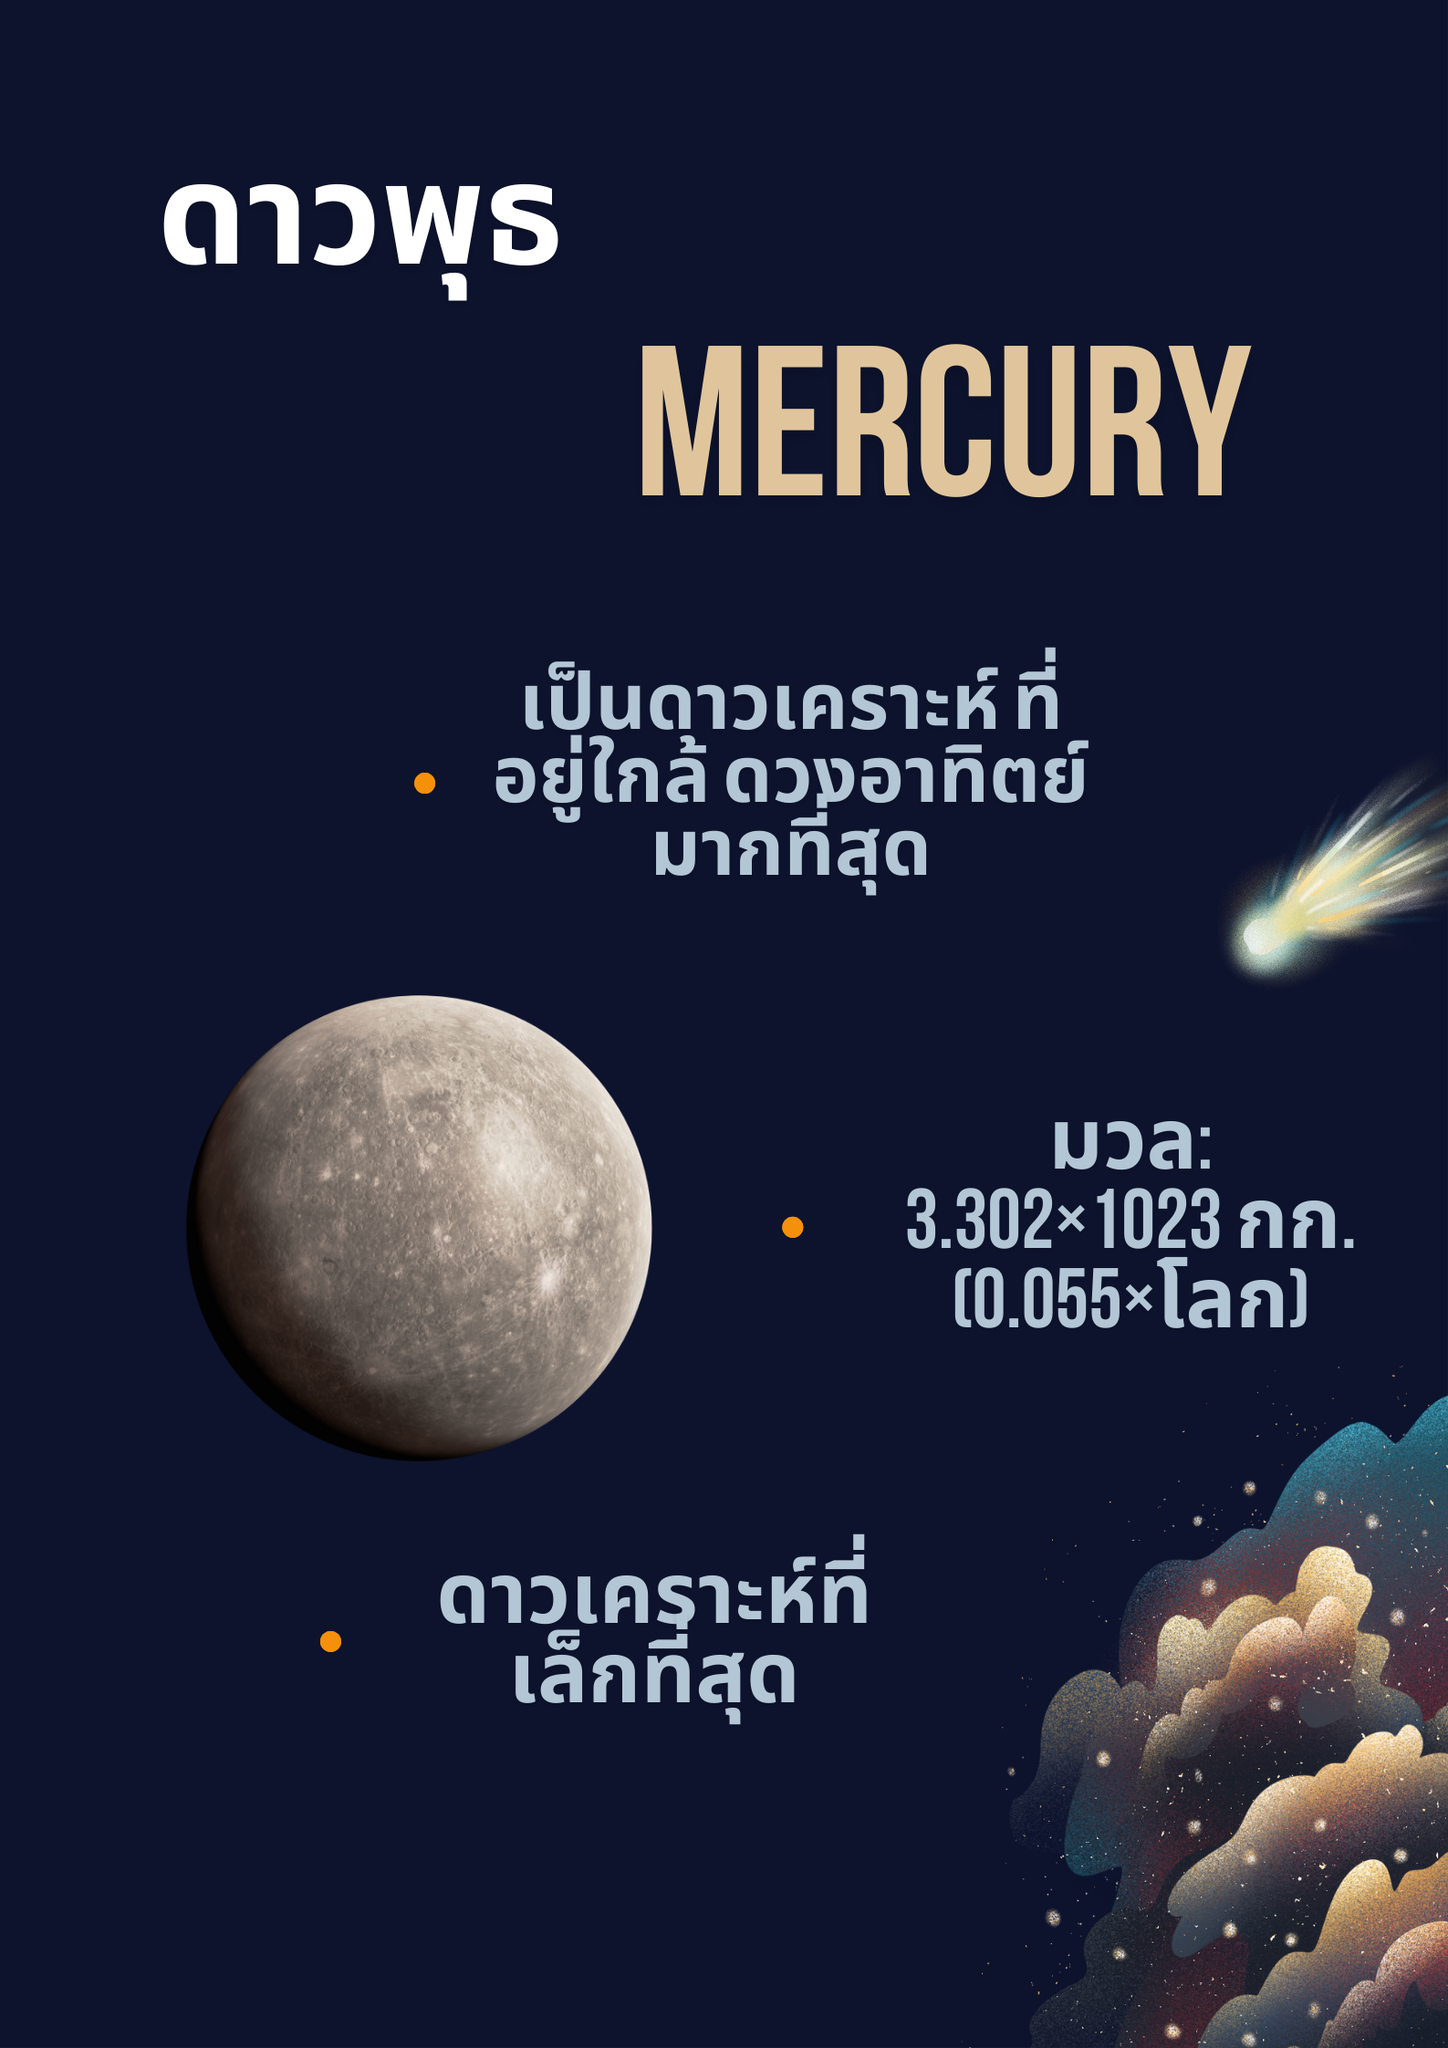 ดาวพุธ
MERCURY
เป็นดาวเคราะห์ ที่
อยู่ใกล้ ดวงอาทิตย์
มากที่สุด
มวล:
3.302×1023 กก.
(0.055×โลก)
ดาวเคราะห์ที่
เล็กที่สุด